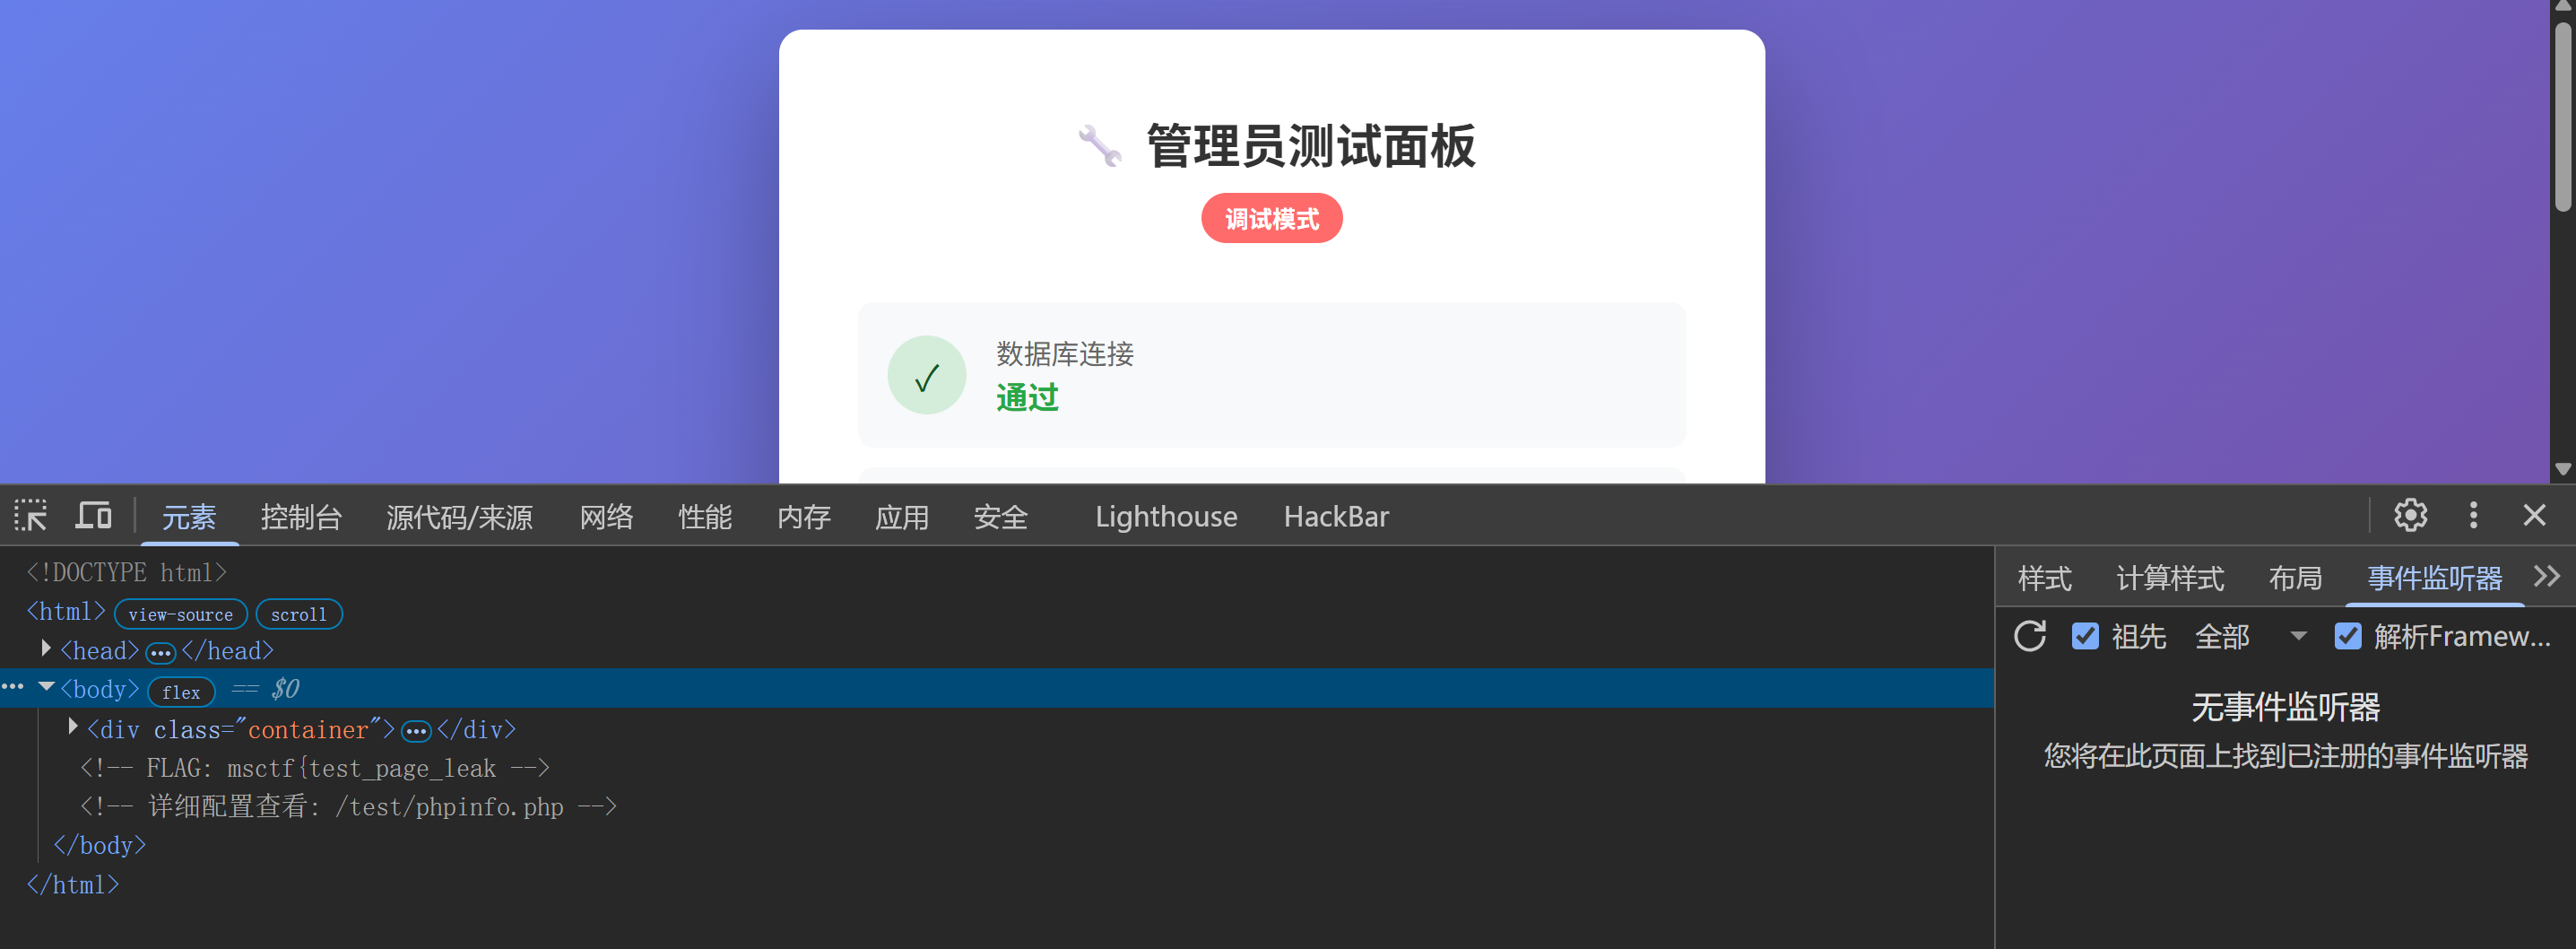 管理员测试面板
调试模式
✓
数据库连接
通过
元素 控制台 源代码/来源 网络 性能 内存 应用 安全 Lighthouse HackBar
<!DOCTYPE html>
<html> view-source scroll
<head> ••• </head>
••• <body> flex == $0
<div class="container"> ••• </div>
<!-- FLAG: msctf{test_page_leak -->
<!-- 详细配置查看: /test/phpinfo.php -->
</body>
</html>
样式 计算样式 布局 事件监听器
祖先 全部 解析Framew...
无事件监听器
您将在此页面上找到已注册的事件监听器